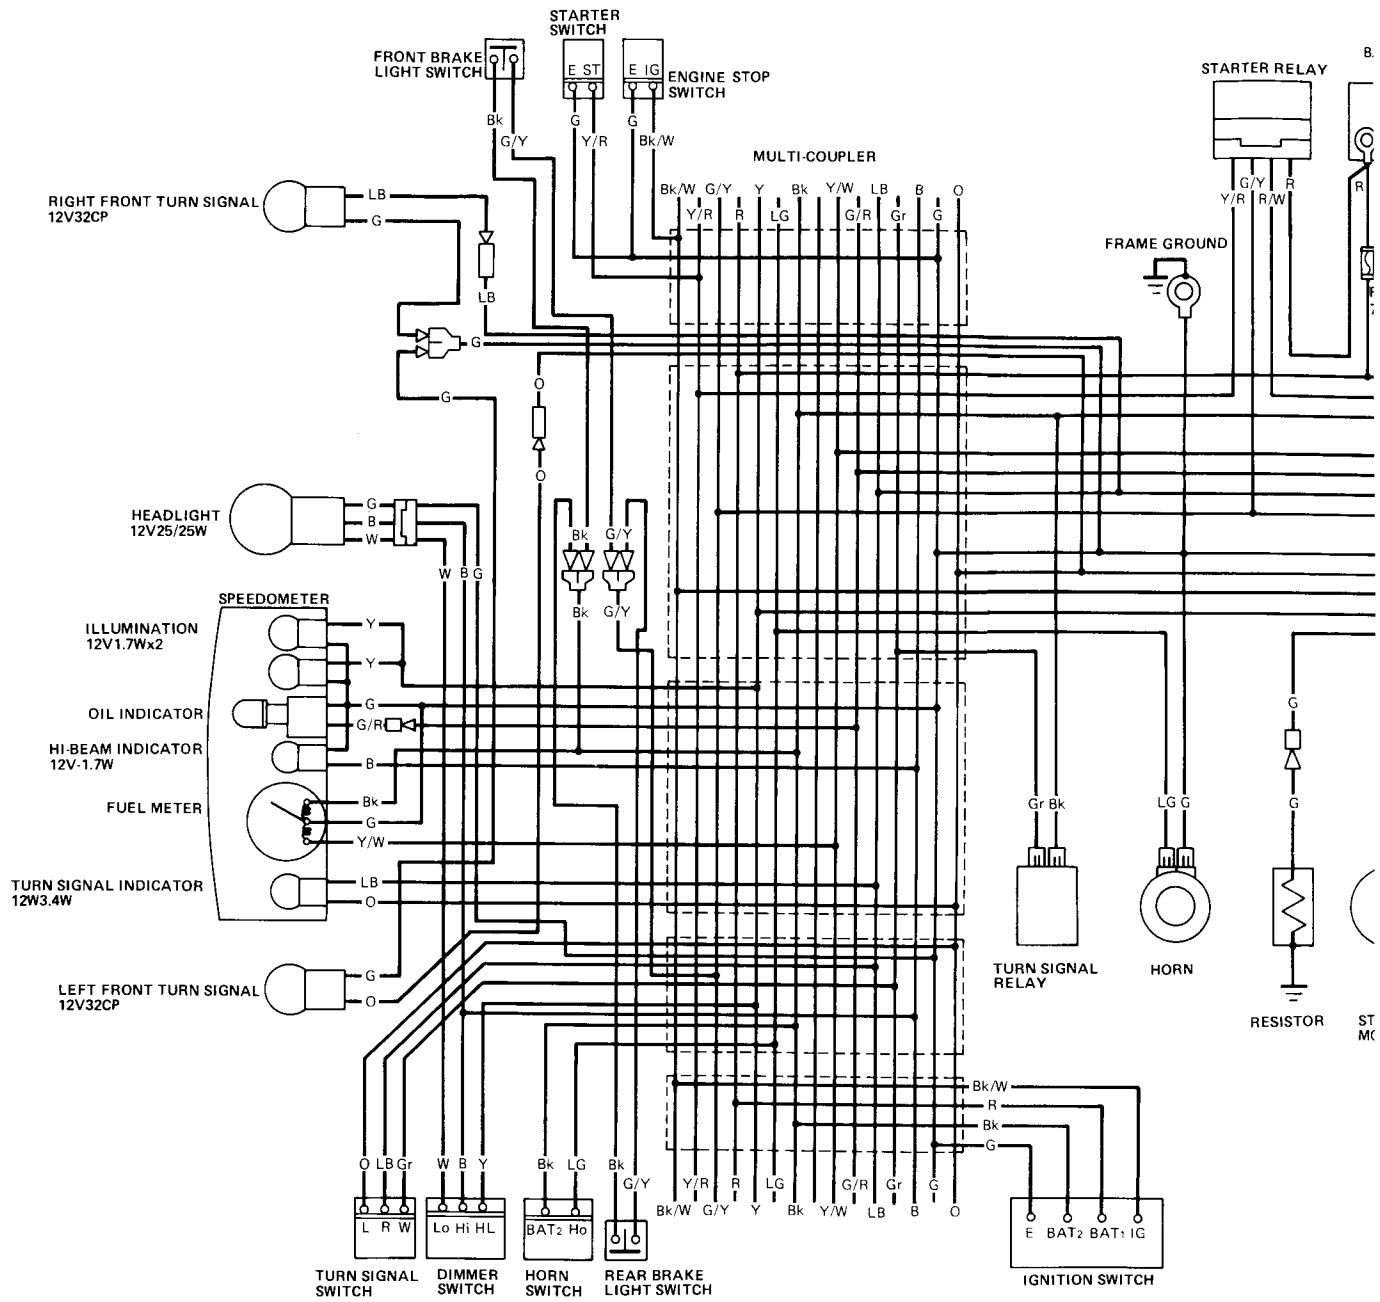 STARTER
SWITCH
FRONT BRAKE
LIGHT SWITCH
E ST
E IG
ENGINE STOP
SWITCH
STARTER RELAY
B
Bk
G/Y
G
Y/R
G
Bk/W
MULTI-COUPLER
Bk/W G/Y Y Bk Y/W LB B O
Y/R R LG G/R Gr G
G/Y R
Y/R R/W
R
RIGHT FRONT TURN SIGNAL
12V32CP
LB
G
LB
FRAME GROUND
G
O
G
O
HEADLIGHT
12V25/25W
G
B
W
W B G
Bk G/Y
Bk G/Y
SPEEDOMETER
ILLUMINATION
12V1.7Wx2
Y
Y
OIL INDICATOR
G
G/R
HI-BEAM INDICATOR
12V-1.7W
B
FUEL METER
Bk
G
Y/W
TURN SIGNAL INDICATOR
12W3.4W
LB
O
G
G
Gr Bk
LG G
LEFT FRONT TURN SIGNAL
12V32CP
G
O
TURN SIGNAL
RELAY
HORN
RESISTOR
ST
MO
Bk/W
R
Bk
G
O LB Gr
W B Y
Bk LG
Bk
G/Y
Y/R R LG G/R Gr G
Bk/W G/Y Y Bk Y/W LB B O
L R W
Lo Hi HL
BAT2 Ho
E BAT2 BAT1 IG
TURN SIGNAL
SWITCH
DIMMER
SWITCH
HORN
SWITCH
REAR BRAKE
LIGHT SWITCH
IGNITION SWITCH